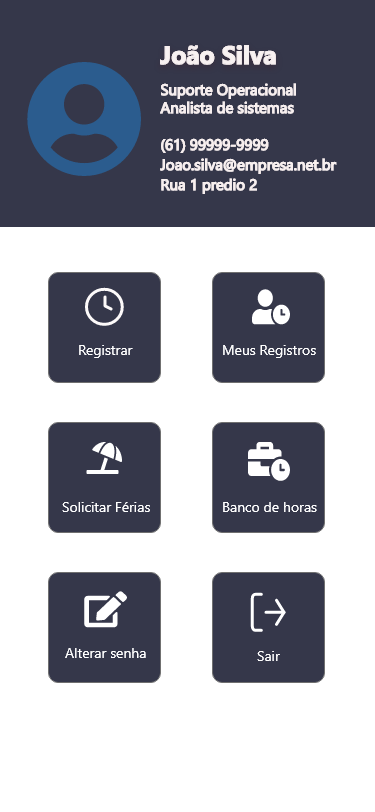 João Silva
Suporte Operacional
Analista de sistemas
(61) 99999-9999
Joao.silva@empresa.net.br
Rua 1 predio 2
Registrar
Meus Registros
Solicitar Férias
Banco de horas
Alterar senha
Sair